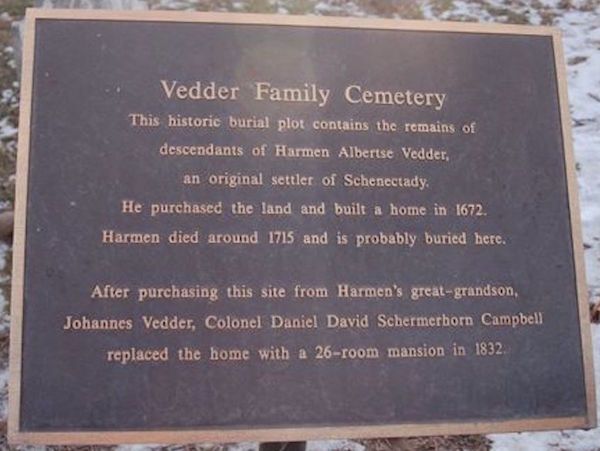 Vedder Family Cemetery
This historic burial plot contains the remains of
descendants of Harmen Albertse Vedder,
an original settler of Schenectady.
He purchased the land and built a home in 1672.
Harmen died around 1715 and is probably buried here.
After purchasing this site from Harmen's great-grandson,
Johannes Vedder, Colonel Daniel David Schermerhorn Campbell
replaced the home with a 26-room mansion in 1832.